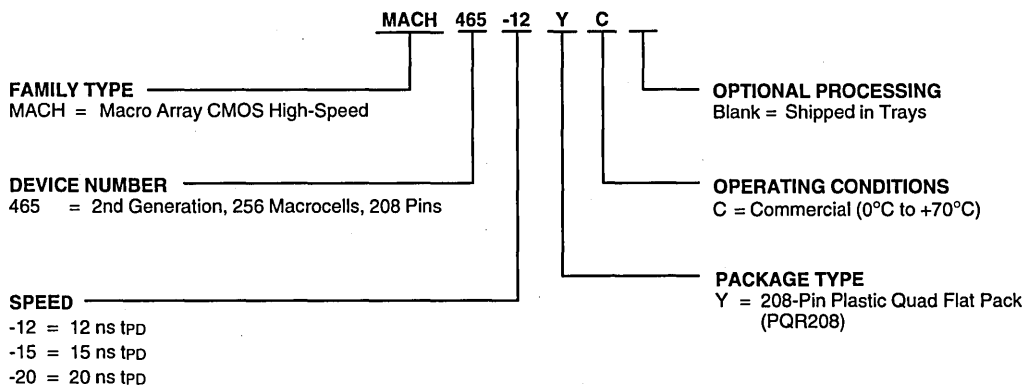 MACH 465 -12 Y C
FAMILY TYPE
MACH = Macro Array CMOS High-Speed
DEVICE NUMBER
465 = 2nd Generation, 256 Macrocells, 208 Pins
SPEED
-12 = 12 ns tPD
-15 = 15 ns tPD
-20 = 20 ns tPD
OPTIONAL PROCESSING
Blank = Shipped in Trays
OPERATING CONDITIONS
C = Commercial (0°C to +70°C)
PACKAGE TYPE
Y = 208-Pin Plastic Quad Flat Pack
(PQR208)